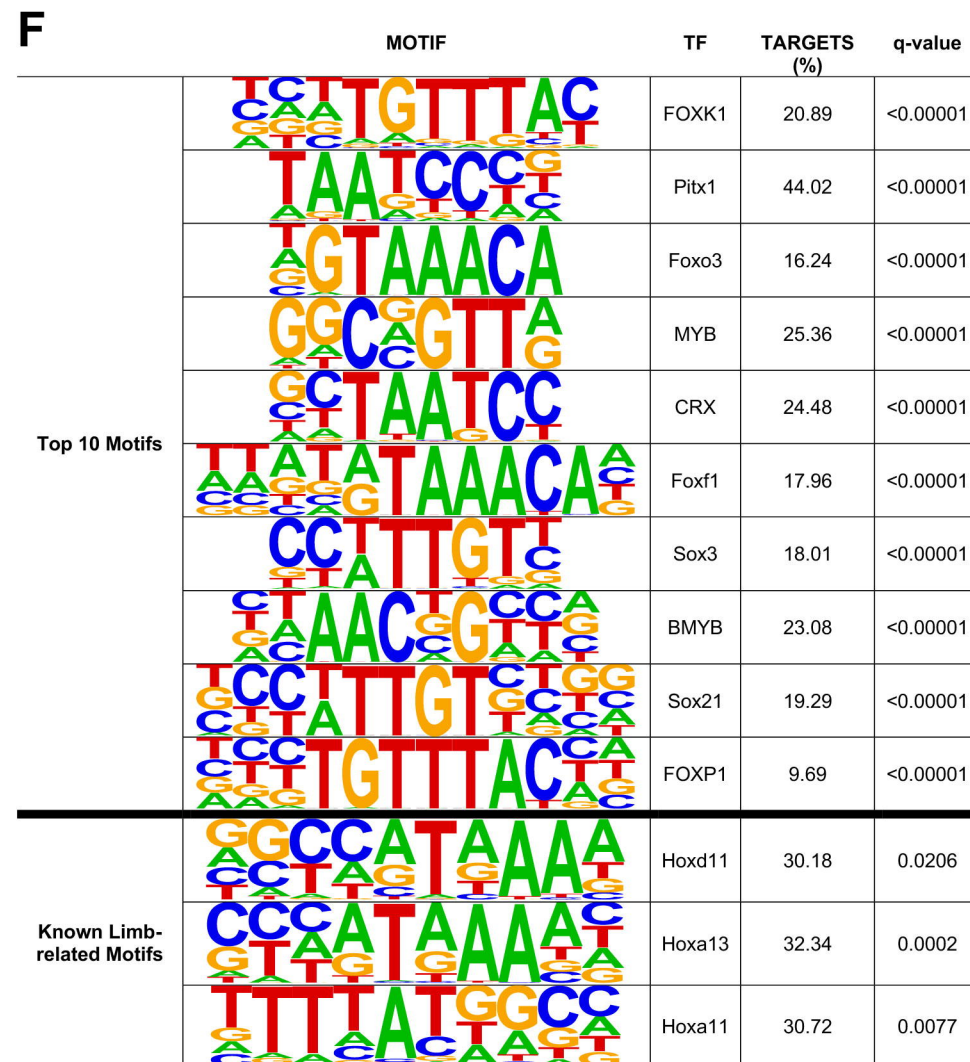 F
MOTIF TF TARGETS (%) q-value
FOXK1 20.89 <0.00001
Pitx1 44.02 <0.00001
Foxo3 16.24 <0.00001
MYB 25.36 <0.00001
CRX 24.48 <0.00001
Top 10 Motifs
Foxf1 17.96 <0.00001
Sox3 18.01 <0.00001
BMYB 23.08 <0.00001
Sox21 19.29 <0.00001
FOXP1 9.69 <0.00001
Hoxd11 30.18 0.0206
Known Limb-
related Motifs
Hoxa13 32.34 0.0002
Hoxa11 30.72 0.0077